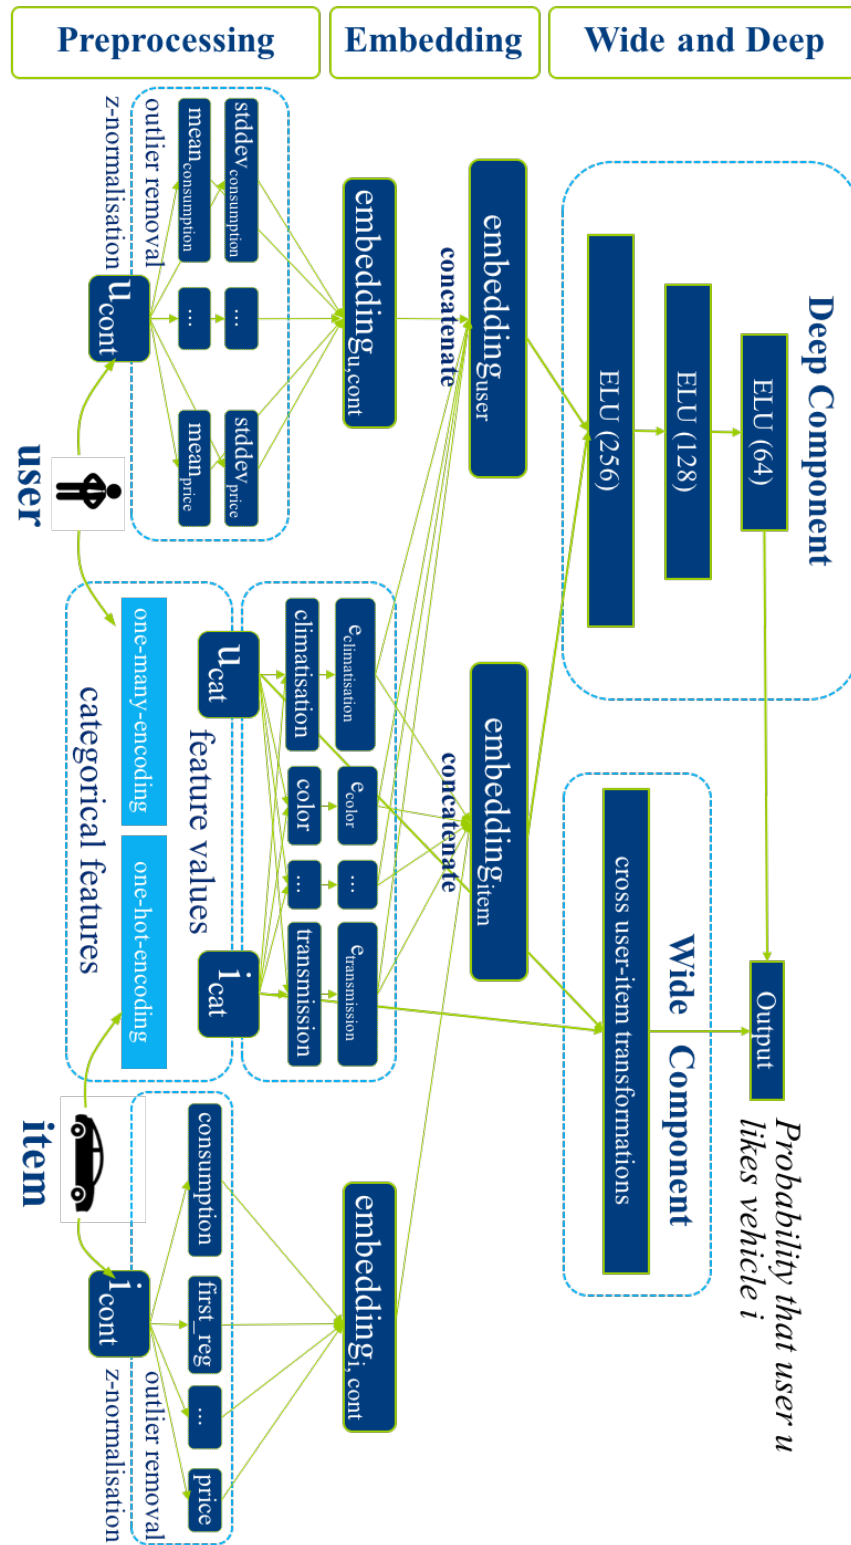 Preprocessing
Embedding
Wide and Deep
z-normalisation
outlier removal
mean_consumption
stddev_consumption
...
...
mean_price
stddev_price
u_cont
user
embedding_u,cont
concatenate
embedding_user
ELU (256)
ELU (128)
ELU (64)
Deep Component
one-many-encoding
one-hot-encoding
categorical features
feature values
u_cat
i_cat
climatisation
e_climatisation
color
e_color
...
...
transmission
e_transmission
concatenate
embedding_item
cross user-item transformations
Wide Component
Output
Probability that user u
likes vehicle i
item
i_cont
z-normalisation
outlier removal
consumption
first_reg
...
price
embedding_i, cont